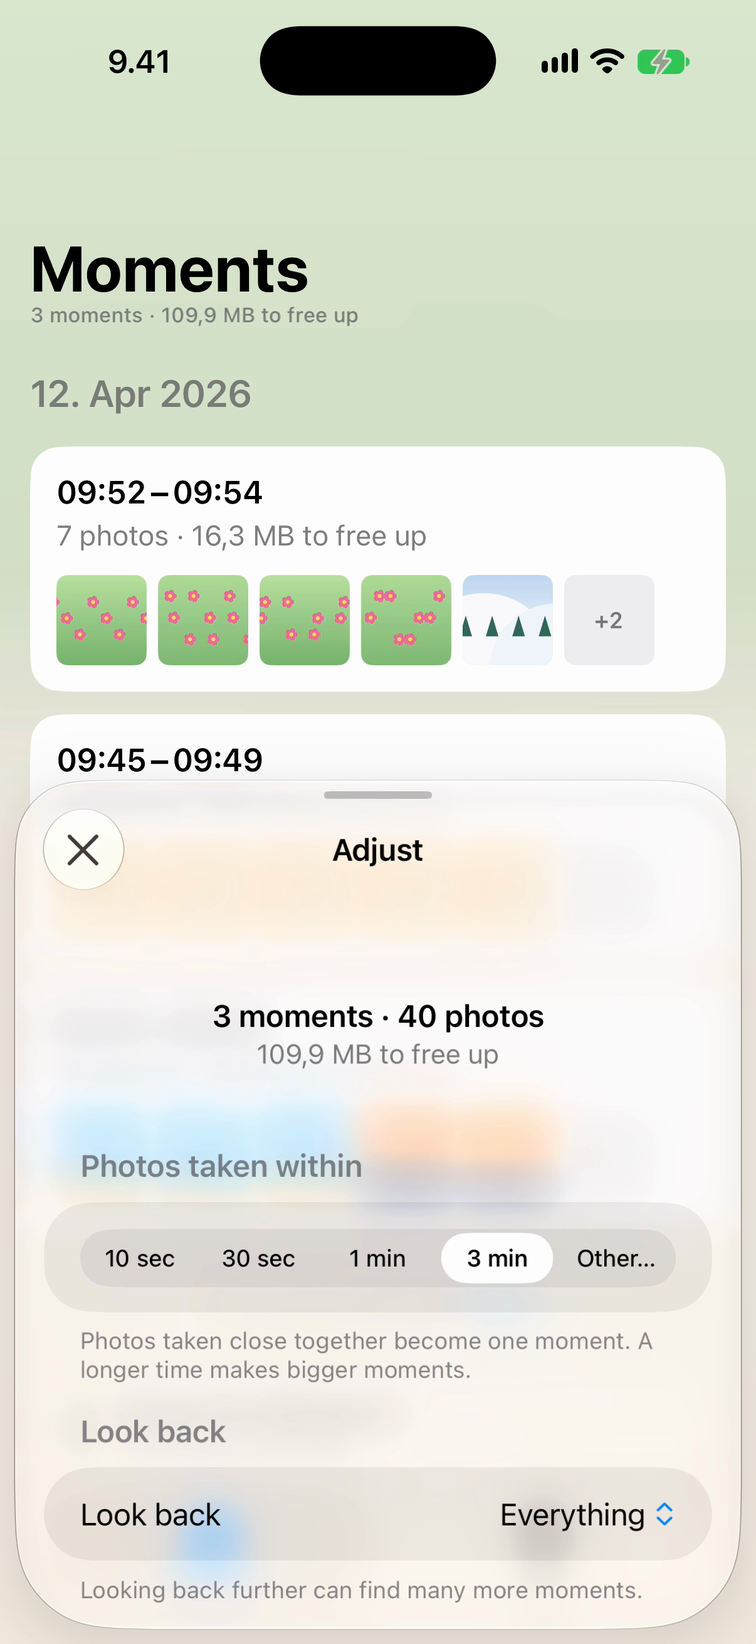 9.41
Moments
3 moments · 109,9 MB to free up
12. Apr 2026
09:52–09:54
7 photos · 16,3 MB to free up
+2
09:45–09:49
Adjust
3 moments · 40 photos
109,9 MB to free up
Photos taken within
10 sec 30 sec 1 min 3 min Other...
Photos taken close together become one moment. A
longer time makes bigger moments.
Look back
Look back Everything
Looking back further can find many more moments.